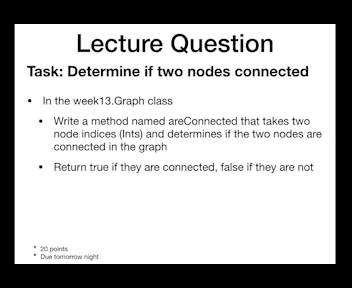 Lecture Question
Task: Determine if two nodes connected
• In the week13.Graph class
• Write a method named areConnected that takes two
node indices (Ints) and determines if the two nodes are
connected in the graph
• Return true if they are connected, false if they are not
* 20 points
* Due tomorrow night